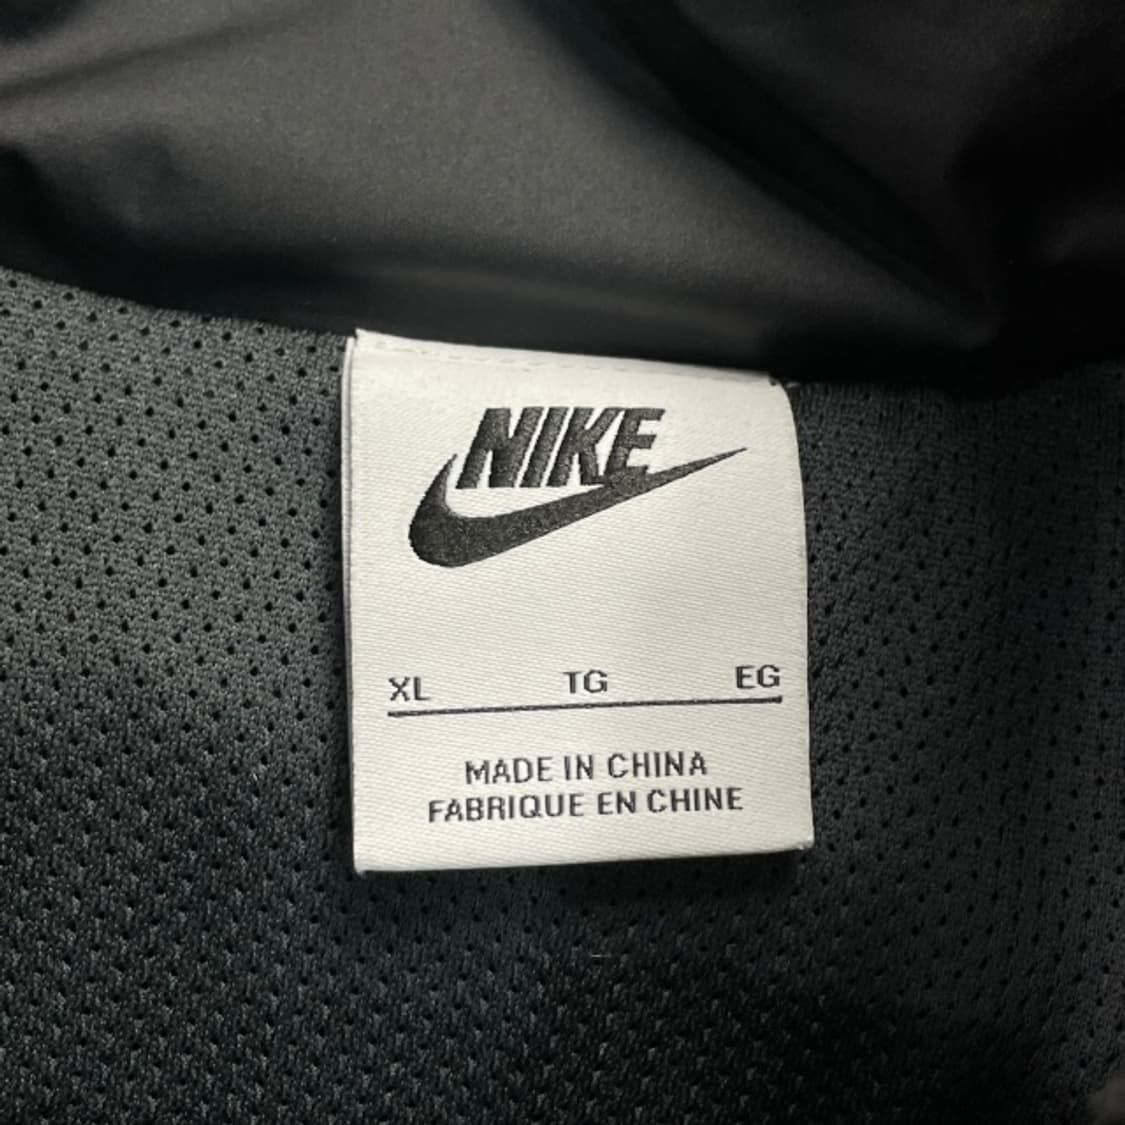 NIKE
XL TG EG
MADE IN CHINA
FABRIQUE EN CHINE